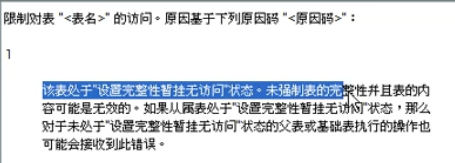 限制对表 "<表名>" 的访问。原因基于下列原因码 "<原因码>"：
1
该表处于"设置完整性暂挂无访问"状态。未强制表的完整性并且表的内
容可能是无效的。如果从属表处于"设置完整性暂挂无访问"状态，那么
对于未处于"设置完整性暂挂无访问"状态的父表或基础表执行的操作也
可能会接收到此错误。